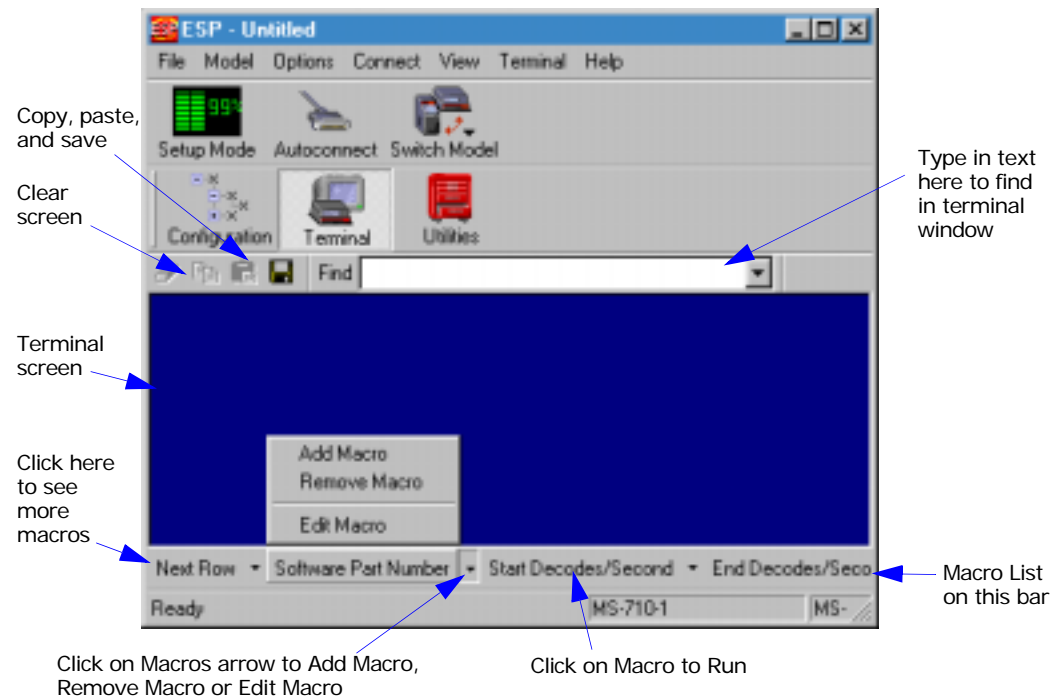 ESP - Untitled
File Model Options Connect View Terminal Help
99%
Setup Mode Autoconnect Switch Model
Configuration Terminal Utilities
Find
Add Macro
Remove Macro
Edit Macro
Next Row Software Part Number Start Decodes/Second End Decodes/Seco
Ready MS-710-1 MS-
Copy, paste,
and save
Clear
screen
Terminal
screen
Click here
to see
more
macros
Type in text
here to find
in terminal
window
Macro List
on this bar
Click on Macros arrow to Add Macro,
Remove Macro or Edit Macro
Click on Macro to Run